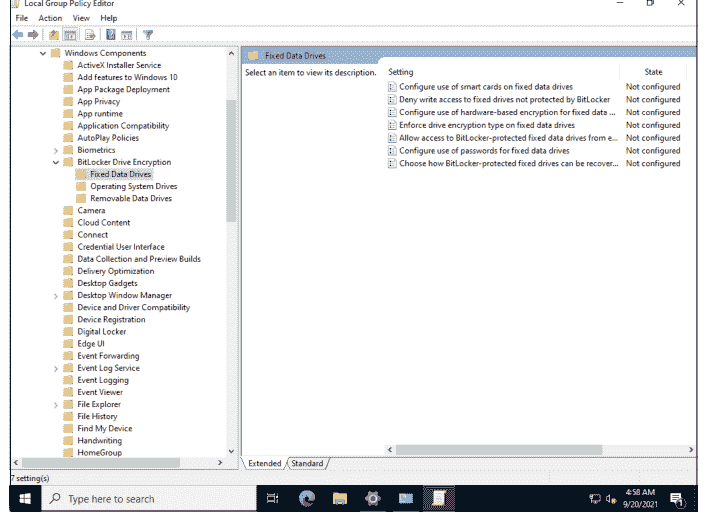 Local Group Policy Editor
File Action View Help
Windows Components
ActiveX Installer Service
Add features to Windows 10
App Package Deployment
App Privacy
App runtime
Application Compatibility
AutoPlay Policies
Biometrics
BitLocker Drive Encryption
Fixed Data Drives
Operating System Drives
Removable Data Drives
Camera
Cloud Content
Connect
Credential User Interface
Data Collection and Preview Builds
Delivery Optimization
Desktop Gadgets
Desktop Window Manager
Device and Driver Compatibility
Device Registration
Digital Locker
Edge UI
Event Forwarding
Event Log Service
Event Logging
Event Viewer
File Explorer
File History
Find My Device
Handwriting
HomeGroup
Fixed Data Drives
Select an item to view its description.
Setting State
Configure use of smart cards on fixed data drives Not configured
Deny write access to fixed drives not protected by BitLocker Not configured
Configure use of hardware-based encryption for fixed data ... Not configured
Enforce drive encryption type on fixed data drives Not configured
Allow access to BitLocker-protected fixed data drives from e... Not configured
Configure use of passwords for fixed data drives Not configured
Choose how BitLocker-protected fixed drives can be recover... Not configured
Extended Standard
7 setting(s)
Type here to search
4:58 AM
9/20/2021